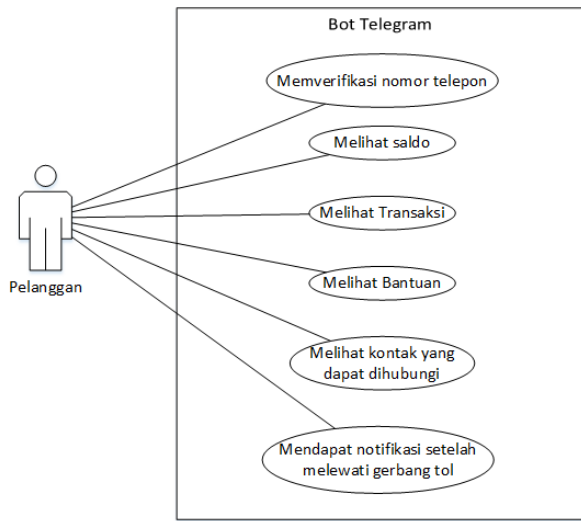 Bot Telegram
Memverifikasi nomor telepon
Melihat saldo
Melihat Transaksi
Pelanggan
Melihat Bantuan
Melihat kontak yang
dapat dihubungi
Mendapat notifikasi setelah
melewati gerbang tol